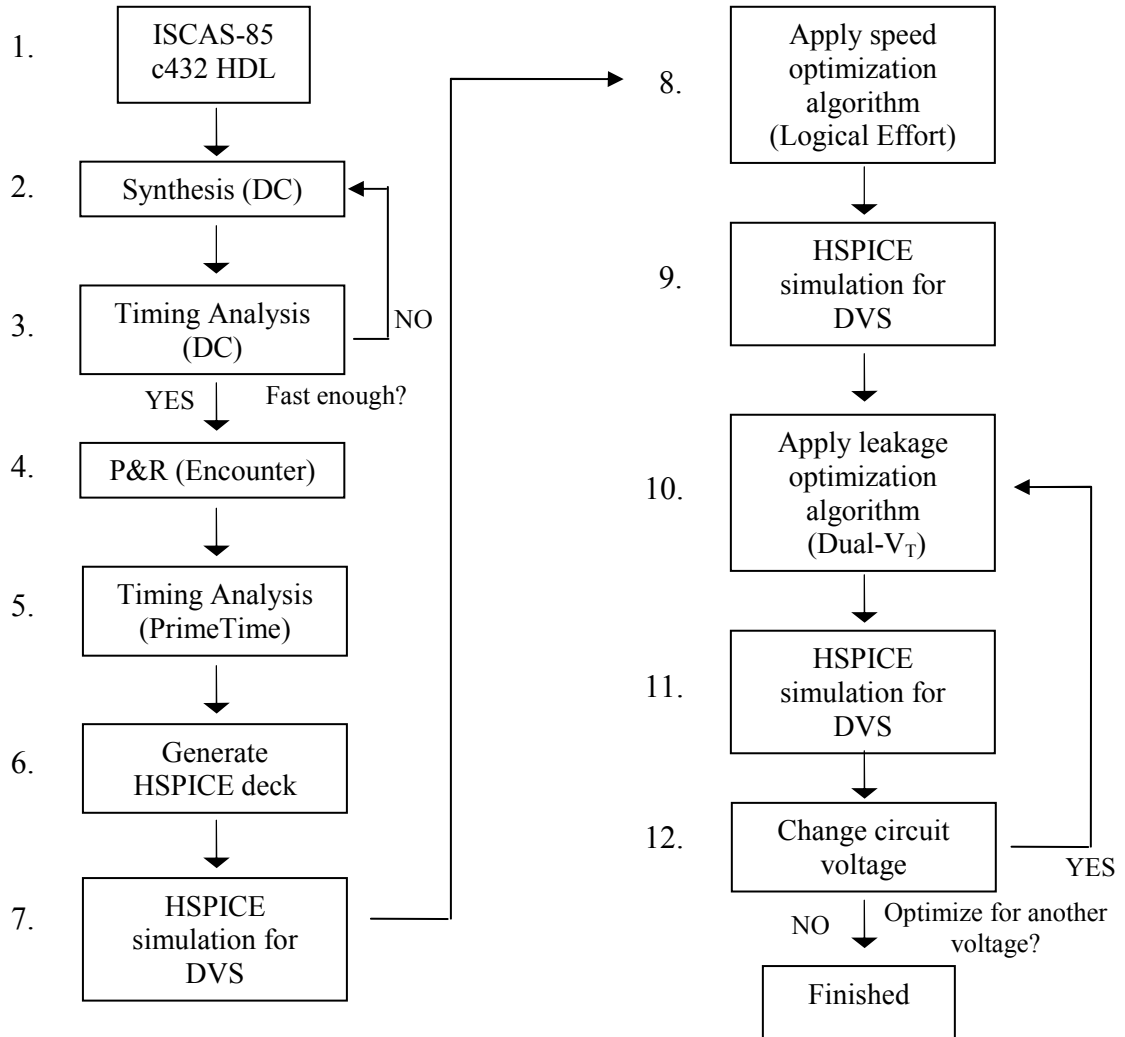 1.
ISCAS-85
c432 HDL
2.
Synthesis (DC)
3.
Timing Analysis
(DC)
NO
YES
Fast enough?
4.
P&R (Encounter)
5.
Timing Analysis
(PrimeTime)
6.
Generate
HSPICE deck
7.
HSPICE
simulation for
DVS
8.
Apply speed
optimization
algorithm
(Logical Effort)
9.
HSPICE
simulation for
DVS
10.
Apply leakage
optimization
algorithm
(Dual-VT)
11.
HSPICE
simulation for
DVS
12.
Change circuit
voltage
YES
NO
Optimize for another
voltage?
Finished